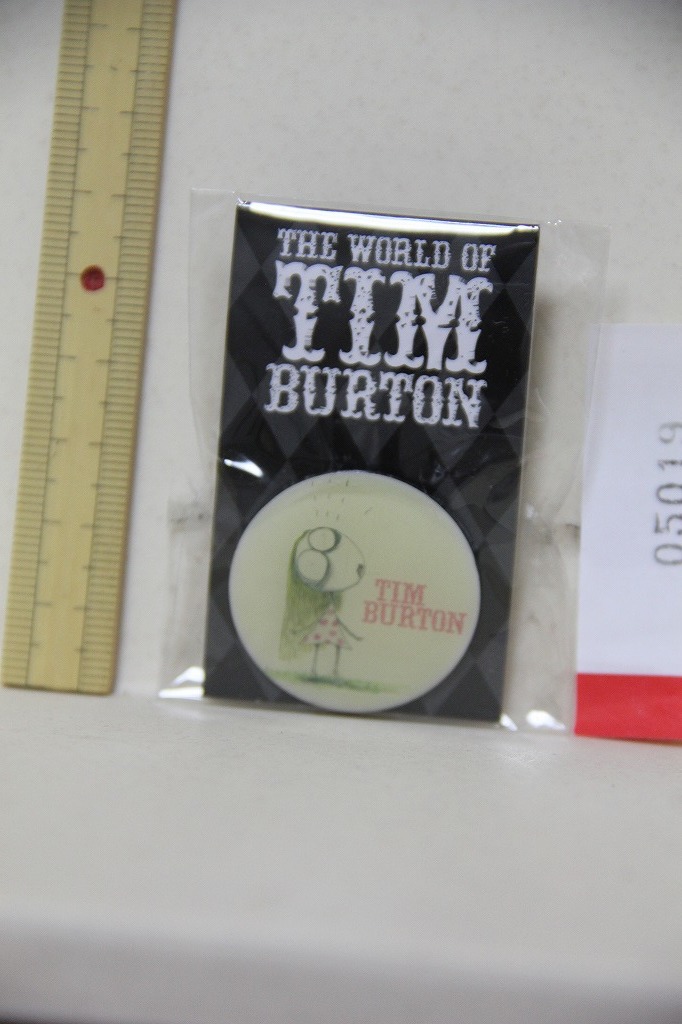 THE WORLD OF
TIM
BURTON
TIM
BURTON
05019